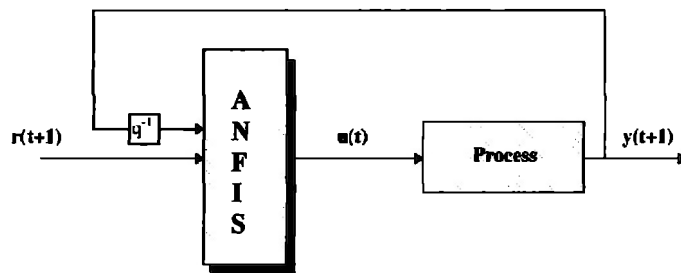 A
N
F
I
S
r(t+1)
q⁻¹
u(t)
Process
y(t+1)